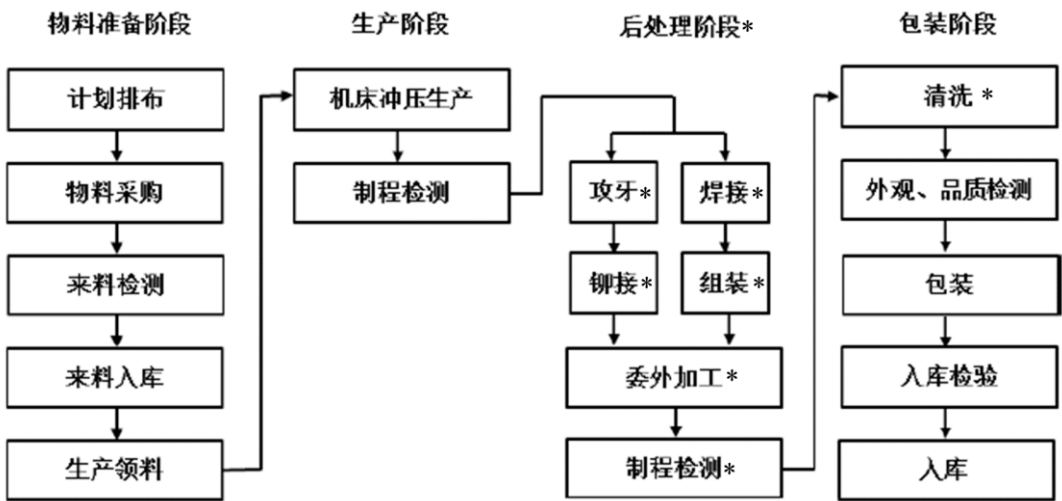 物料准备阶段
计划排布
物料采购
来料检测
来料入库
生产领料
生产阶段
机床冲压生产
制程检测
后处理阶段*
攻牙* 焊接*
铆接* 组装*
委外加工*
制程检测*
包装阶段
清洗*
外观、品质检测
包装
入库检验
入库